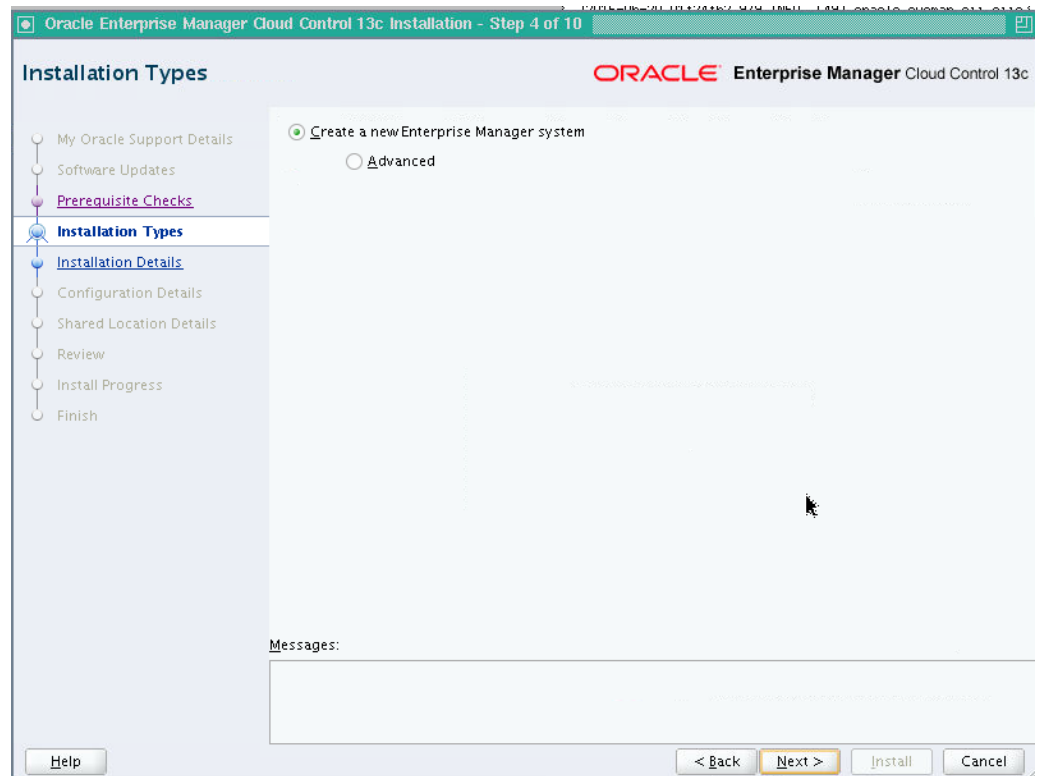 Oracle Enterprise Manager Cloud Control 13c Installation - Step 4 of 10
Installation Types
ORACLE Enterprise Manager Cloud Control 13c
My Oracle Support Details
Software Updates
Prerequisite Checks
Installation Types
Installation Details
Configuration Details
Shared Location Details
Review
Install Progress
Finish
Create a new Enterprise Manager system
Advanced
Messages:
Help
< Back
Next >
Install
Cancel